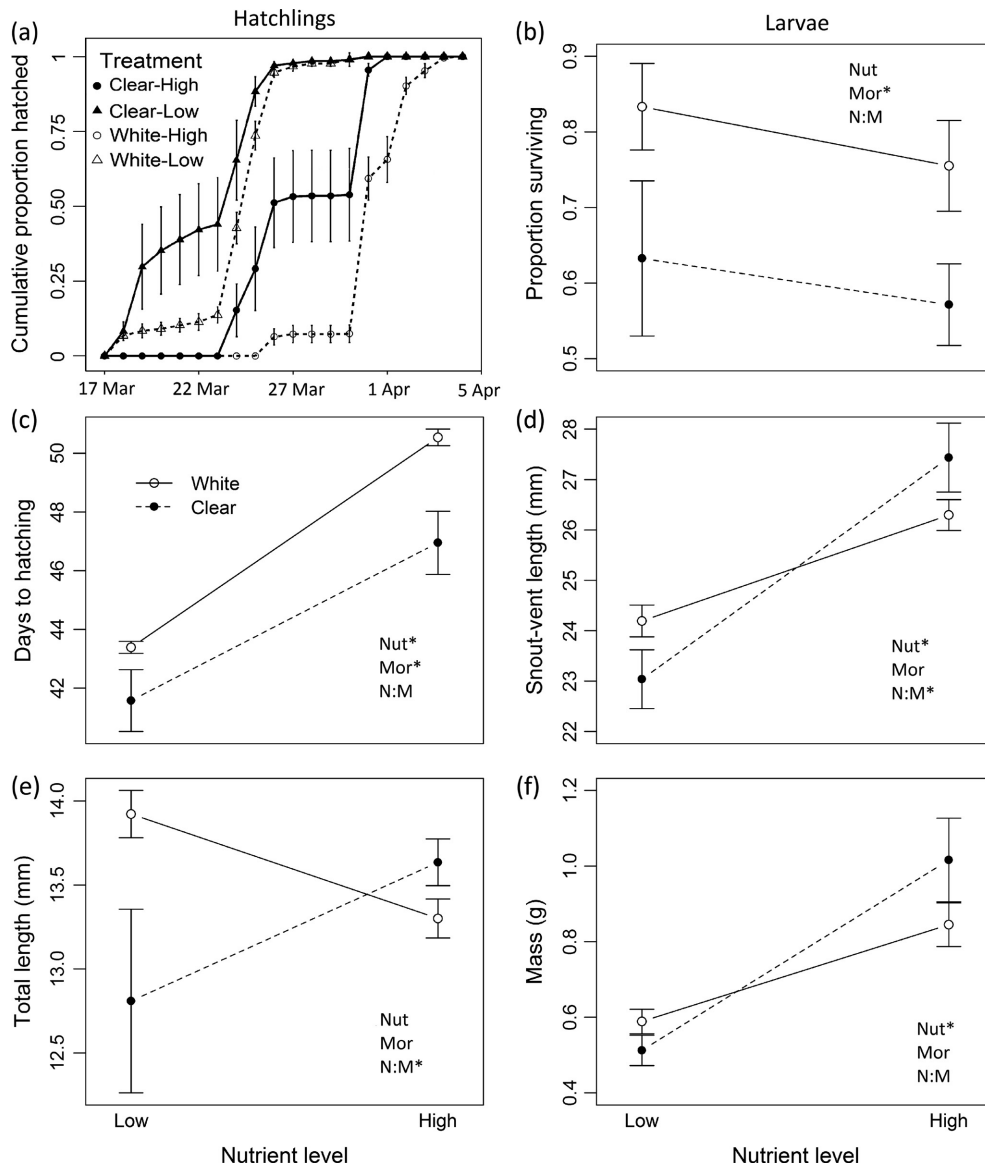 Hatchlings
Larvae
(a)
Treatment
Clear-High
Clear-Low
White-High
White-Low
Cumulative proportion hatched
1
0.75
0.50
0.25
0
17 Mar
22 Mar
27 Mar
1 Apr
5 Apr
(b)
Nut
Mor*
N:M
Proportion surviving
0.9
0.8
0.7
0.6
0.5
(c)
White
Clear
Days to hatching
50
48
46
44
42
Nut*
Mor*
N:M
(d)
Snout-vent length (mm)
28
27
26
25
24
23
22
Nut*
Mor
N:M*
(e)
Total length (mm)
14.0
13.5
13.0
12.5
Nut
Mor
N:M*
Low
High
Nutrient level
(f)
Mass (g)
1.2
1.0
0.8
0.6
0.4
Nut*
Mor
N:M
Low
High
Nutrient level